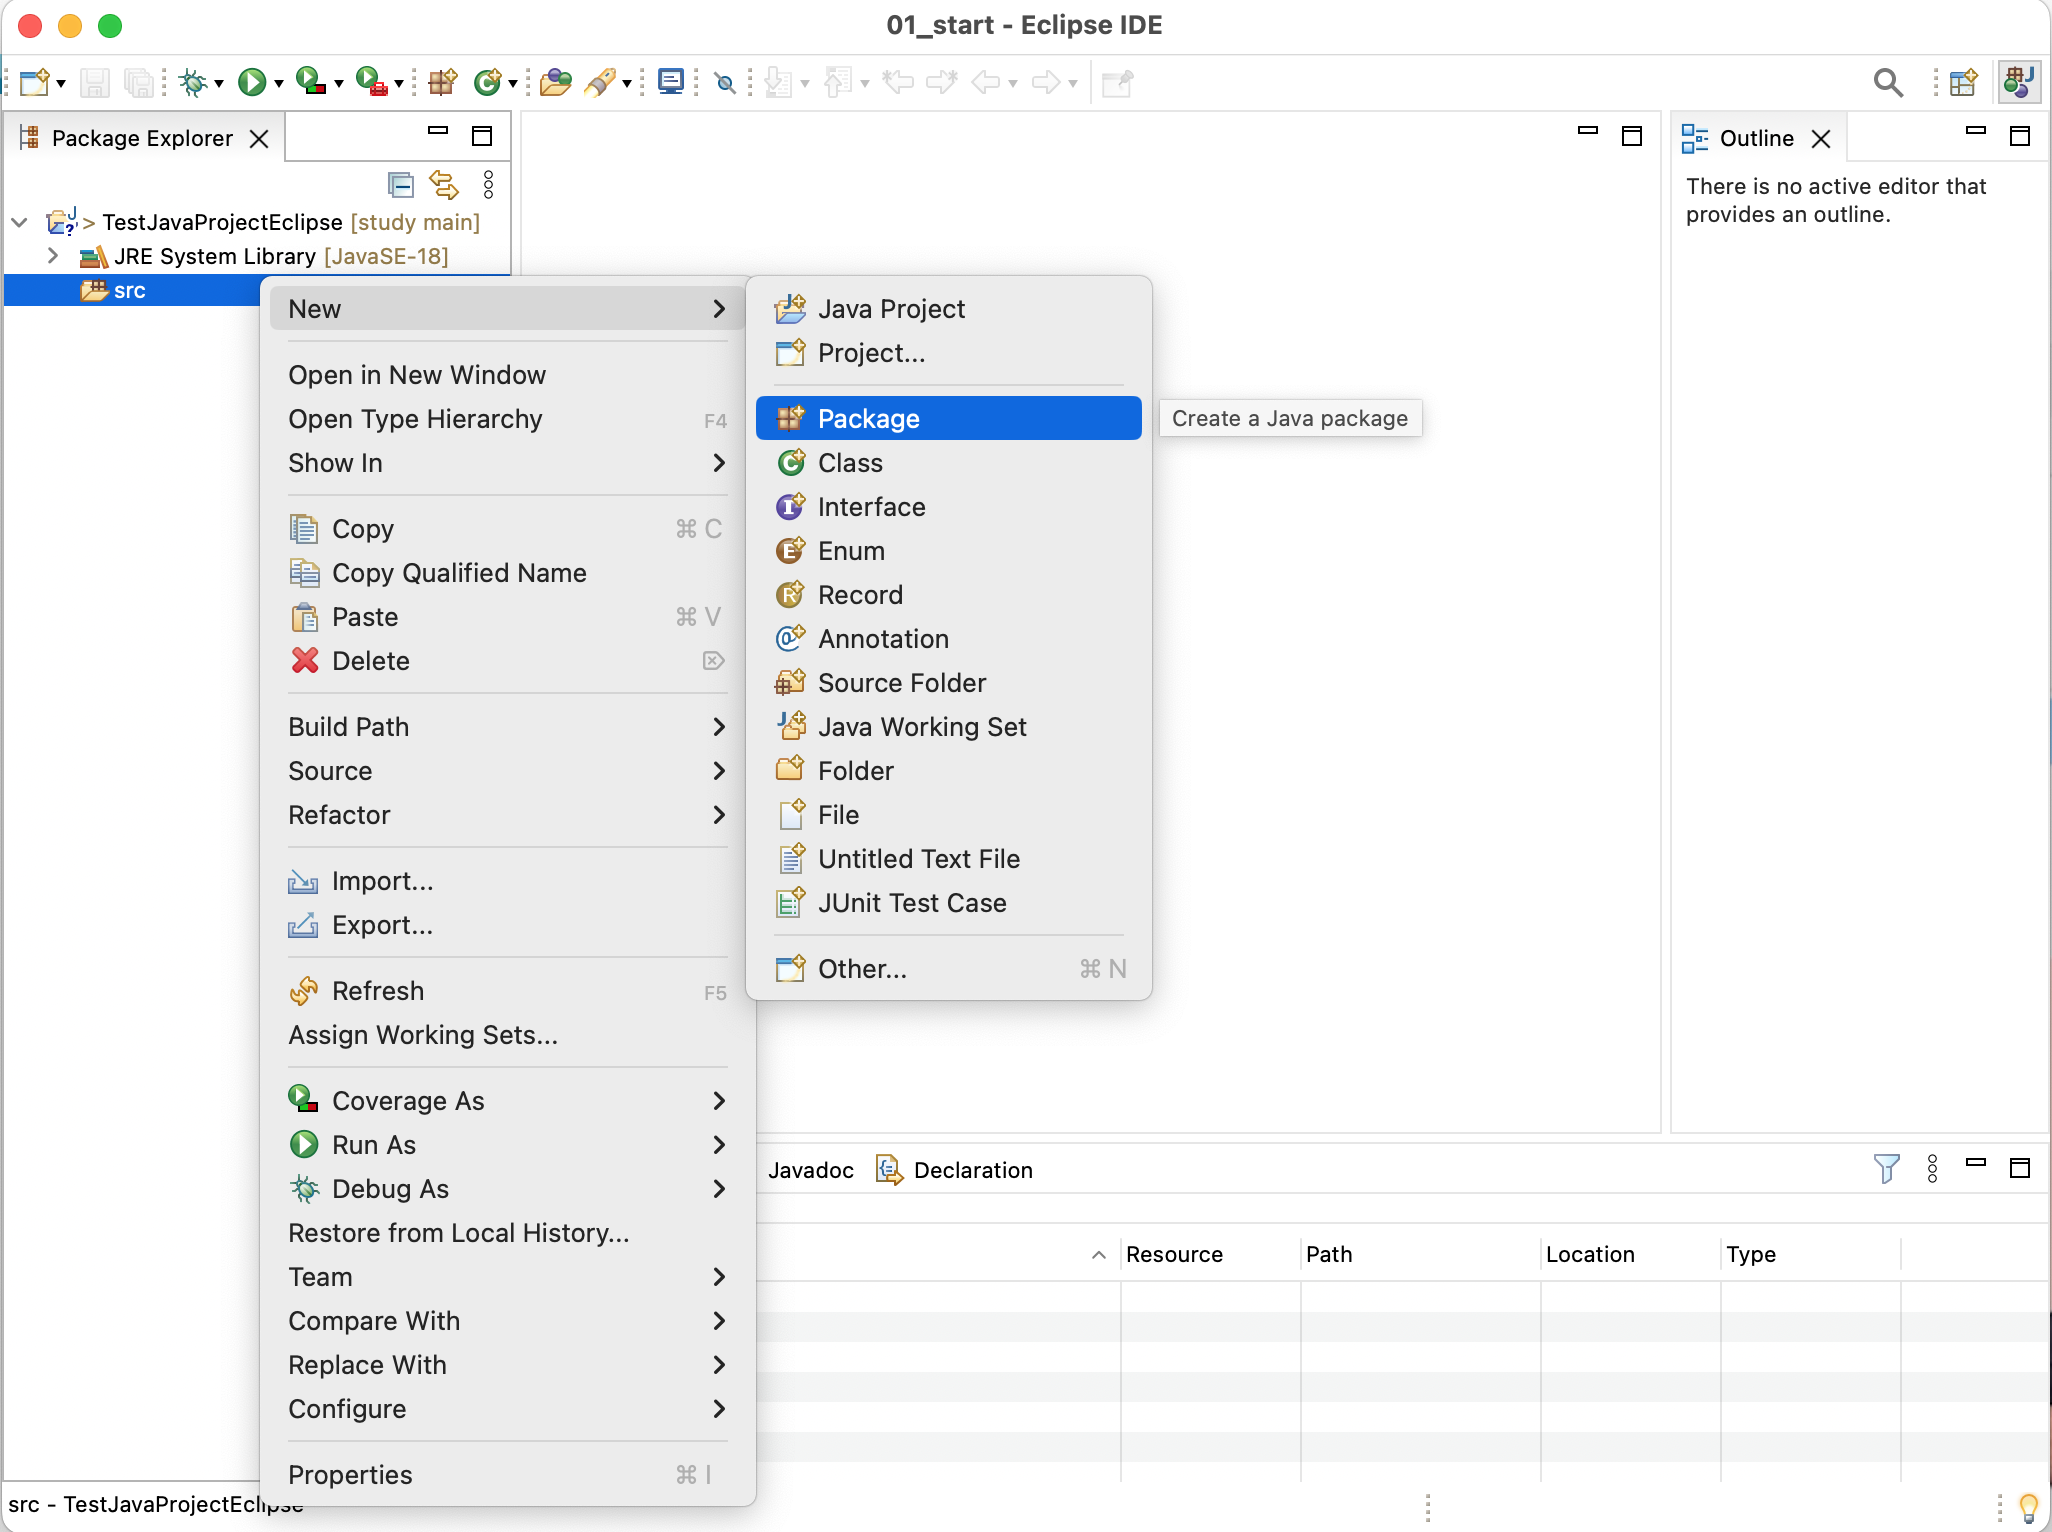 01_start - Eclipse IDE
Package Explorer
> TestJavaProjectEclipse [study main]
JRE System Library [JavaSE-18]
src
New
Open in New Window
Open Type Hierarchy F4
Show In
Copy ⌘ C
Copy Qualified Name
Paste ⌘ V
Delete ⌦
Build Path
Source
Refactor
Import...
Export...
Refresh F5
Assign Working Sets...
Coverage As
Run As
Debug As
Restore from Local History...
Team
Compare With
Replace With
Configure
Properties ⌘ I
Java Project
Project...
Package
Class
Interface
Enum
Record
Annotation
Source Folder
Java Working Set
Folder
File
Untitled Text File
JUnit Test Case
Other... ⌘ N
Create a Java package
Outline
There is no active editor that
provides an outline.
Javadoc
Declaration
Resource Path Location Type
src - TestJavaProjectEclipse